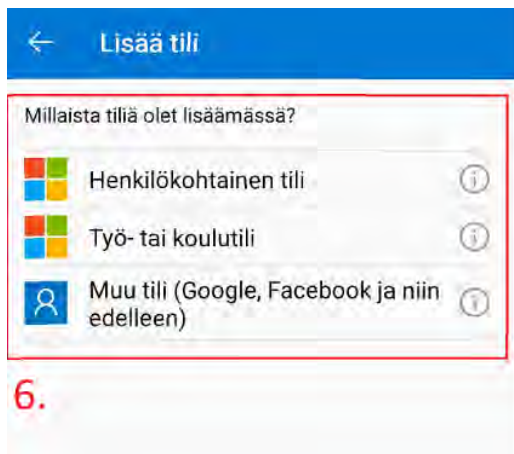 Lisää tili
Millaista tiliä olet lisäämässä?
Henkilökohtainen tili
Työ- tai koulutili
Muu tili (Google, Facebook ja niin
edelleen)
6.